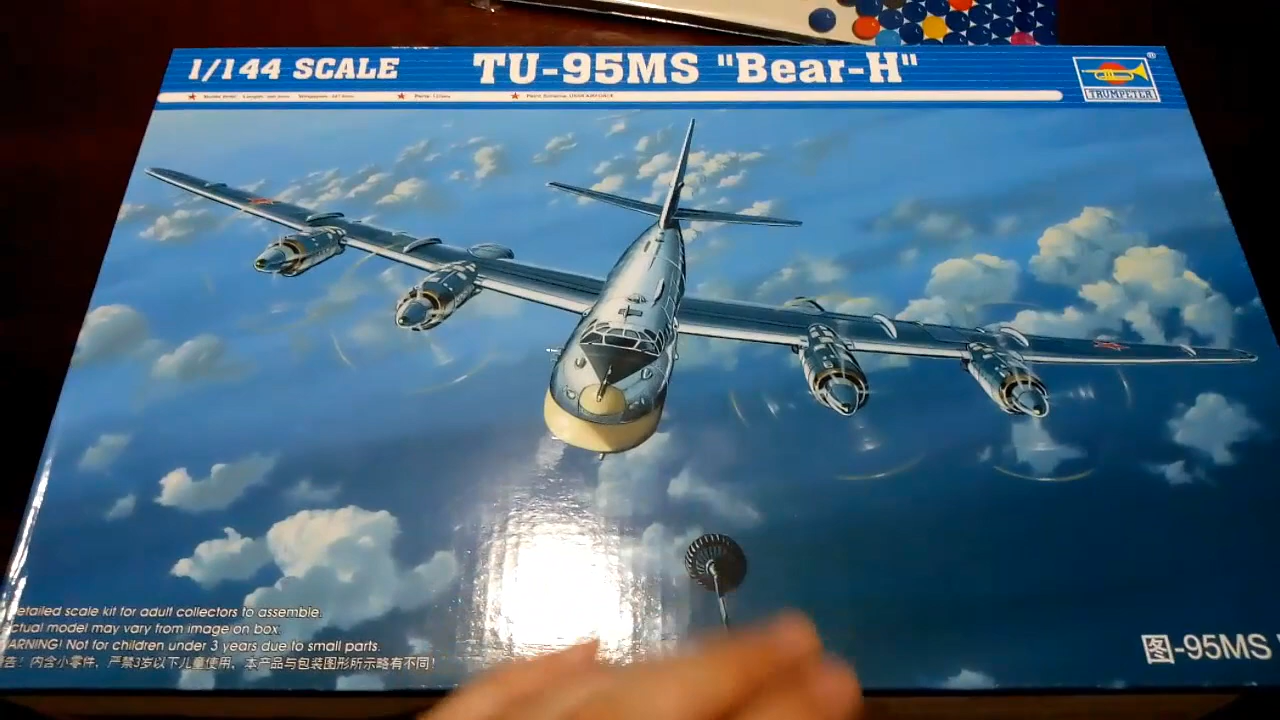 1/144 SCALE
TU-95MS "Bear-H"
®
TRUMPETER
etailed scale kit for adult collectors to assemble.
ctual model may vary from image on box.
ARNING! Not for children under 3 years due to small parts.
告！内含小零件，严禁3岁以下儿童使用，本产品与包装图形所示略有不同！
图-95MS